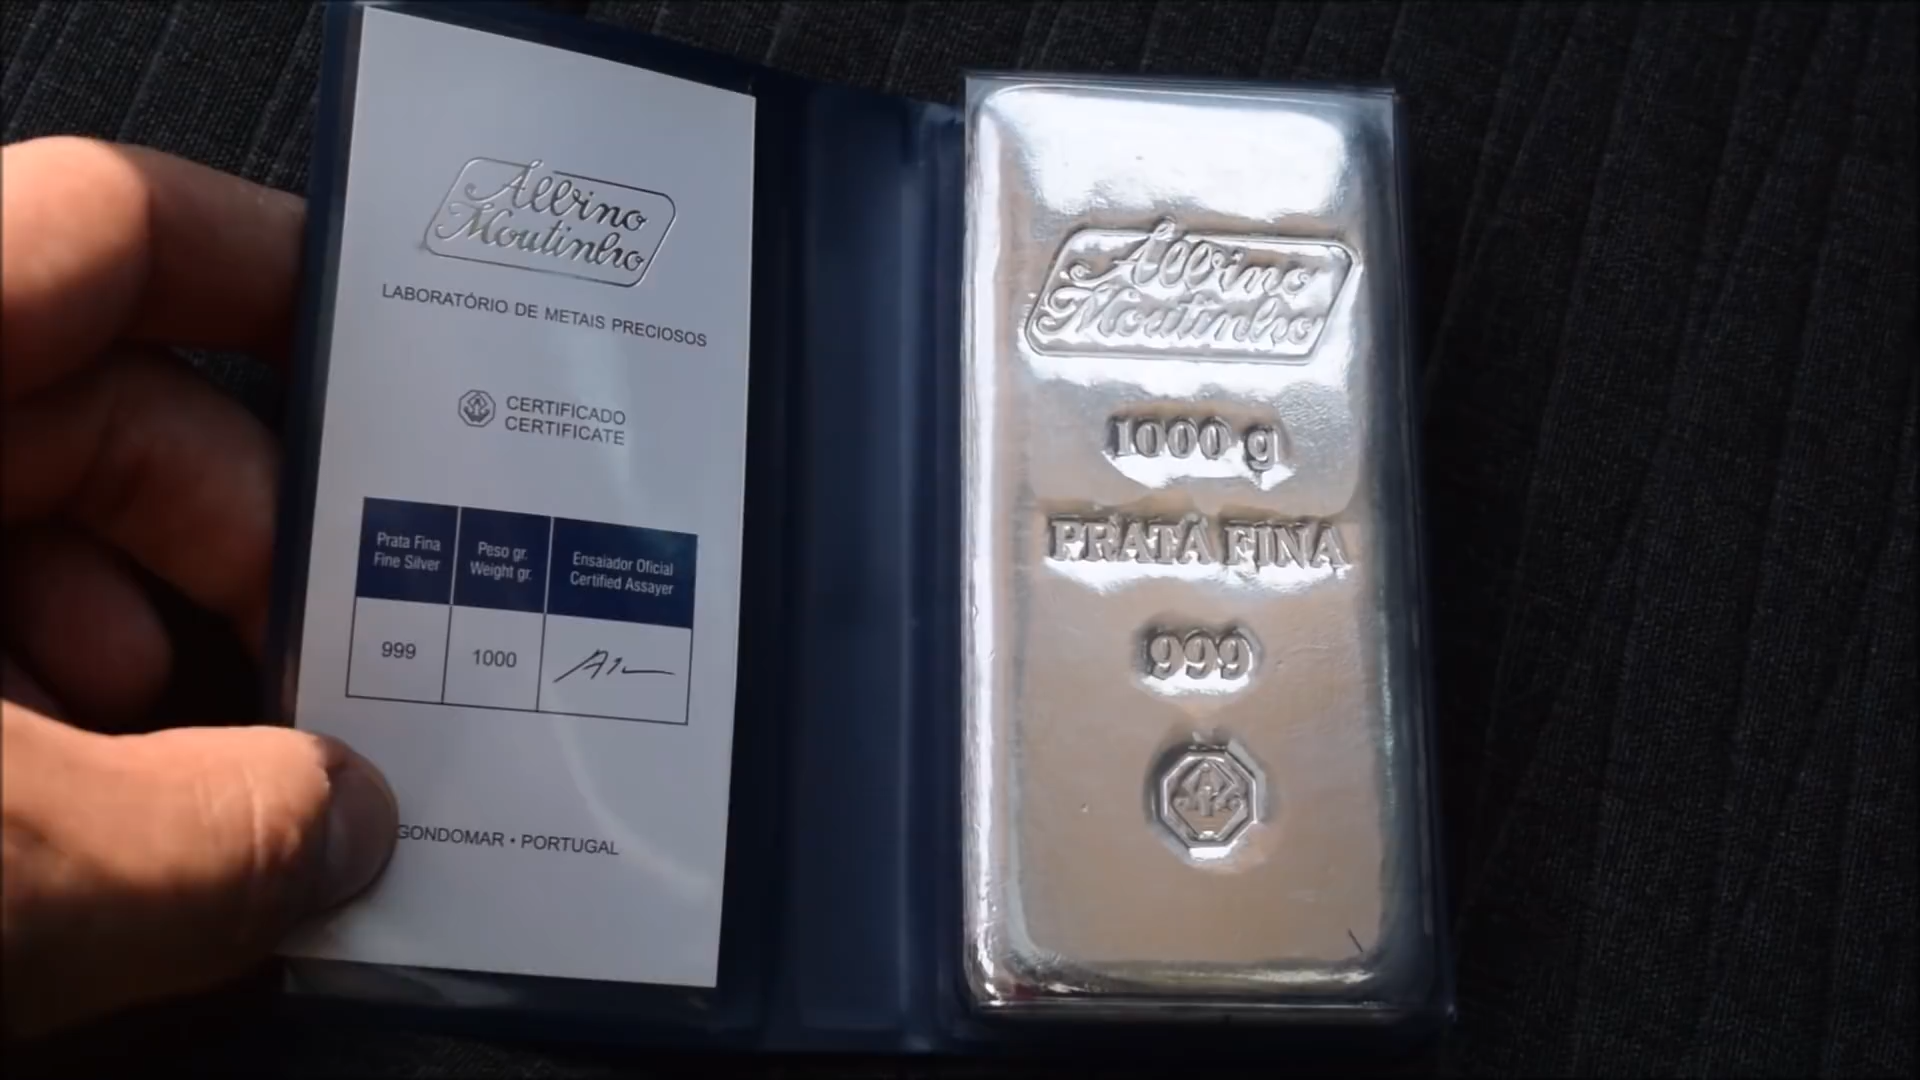 Albino
Moutinho
LABORATÓRIO DE METAIS PRECIOSOS
CERTIFICADO
CERTIFICATE
Prata Fina
Fine Silver
Peso gr.
Weight gr.
Ensaiador Oficial
Certified Assayer
999
1000
GONDOMAR • PORTUGAL
Albino
Moutinho
1000 g
PRATA FINA
999